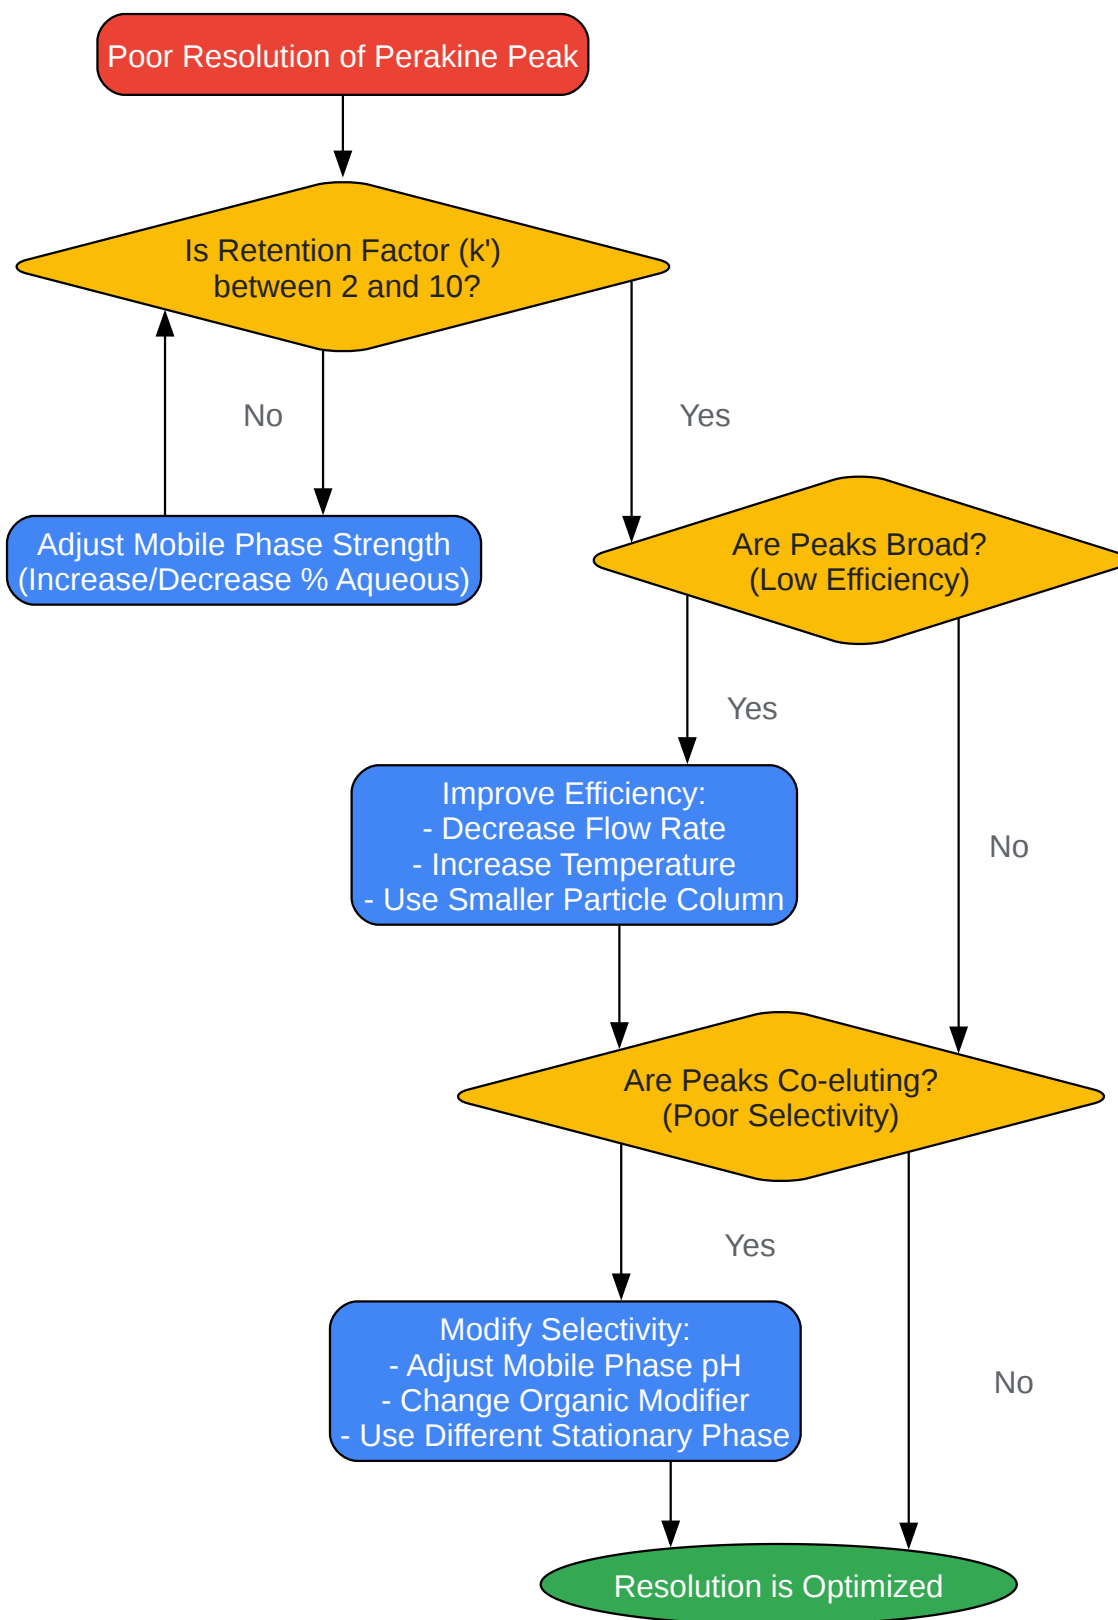 Poor Resolution of Perakine Peak
Is Retention Factor (k')
between 2 and 10?
No
Yes
Adjust Mobile Phase Strength
(Increase/Decrease % Aqueous)
Are Peaks Broad?
(Low Efficiency)
Yes
Improve Efficiency:
- Decrease Flow Rate
- Increase Temperature
- Use Smaller Particle Column
No
Are Peaks Co-eluting?
(Poor Selectivity)
Yes
Modify Selectivity:
- Adjust Mobile Phase pH
- Change Organic Modifier
- Use Different Stationary Phase
No
Resolution is Optimized